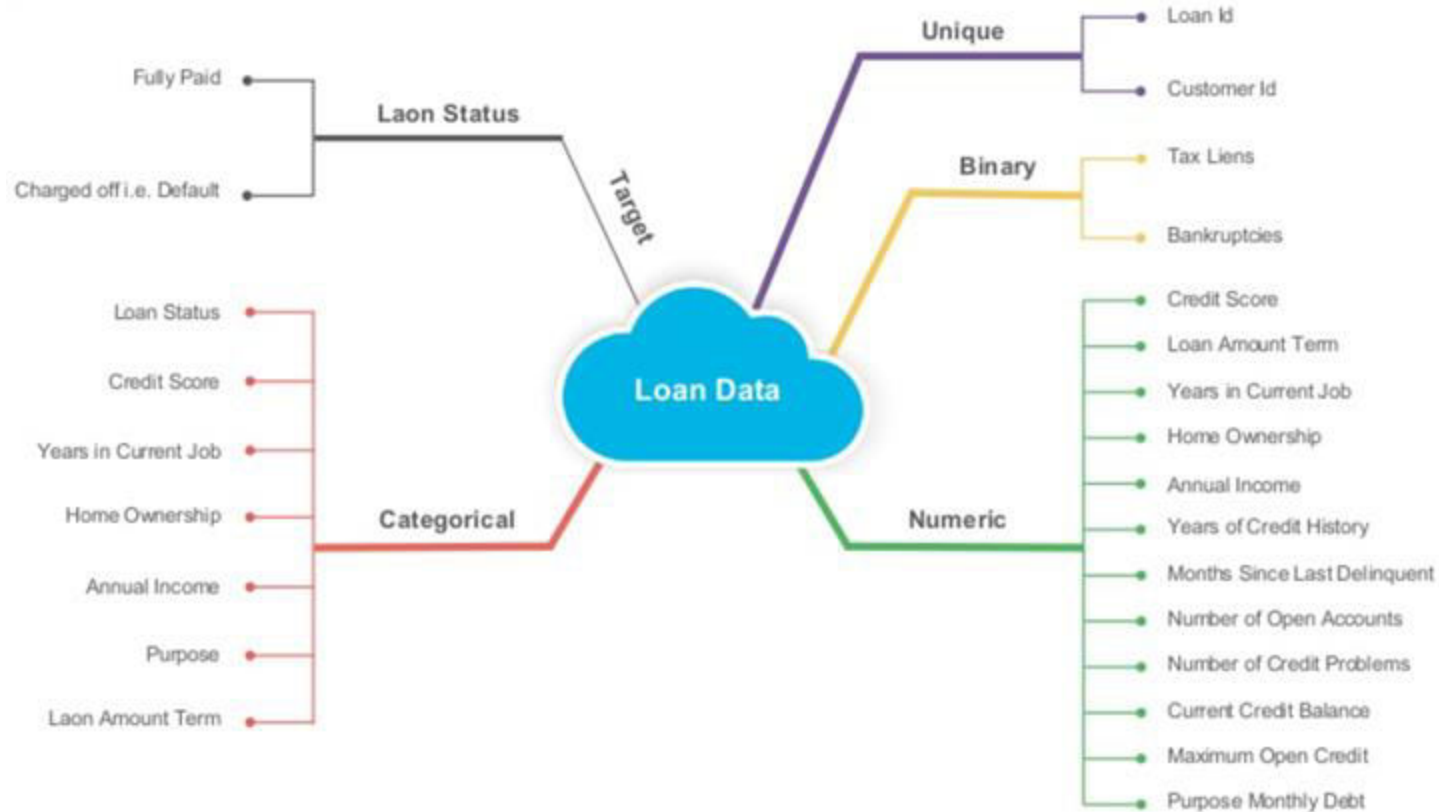 Loan Id
Unique
Customer Id
Fully Paid
Laon Status
Charged off i.e. Default
Target
Tax Liens
Binary
Bankruptcies
Loan Data
Loan Status
Credit Score
Years in Current Job
Home Ownership
Categorical
Annual Income
Purpose
Laon Amount Term
Credit Score
Loan Amount Term
Years in Current Job
Home Ownership
Annual Income
Numeric
Years of Credit History
Months Since Last Delinquent
Number of Open Accounts
Number of Credit Problems
Current Credit Balance
Maximum Open Credit
Purpose Monthly Debt